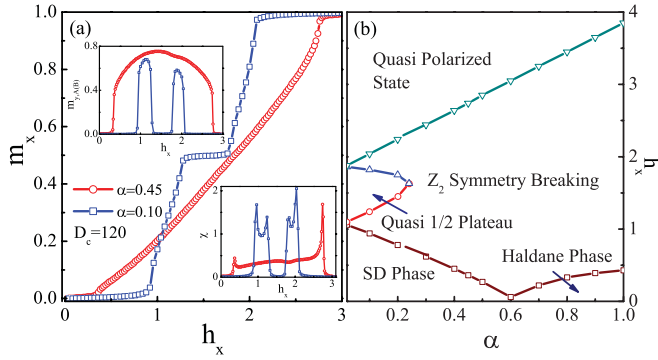 (a)
m_x
1.0
0.8
0.6
0.4
0.2
0.0
0 1 2 3
h_x
m_{y,A(B)}
0.8
0.4
0.0
0 1 2 3
h_x
α=0.45
α=0.10
D_c=120
χ
2
1
0
0 1 2 3
h_x
(b)
Quasi Polarized
State
Z_2 Symmetry Breaking
Quasi 1/2 Plateau
SD Phase
Haldane Phase
4
3
2
1
0
h_x
0.2 0.4 0.6 0.8 1.0
α